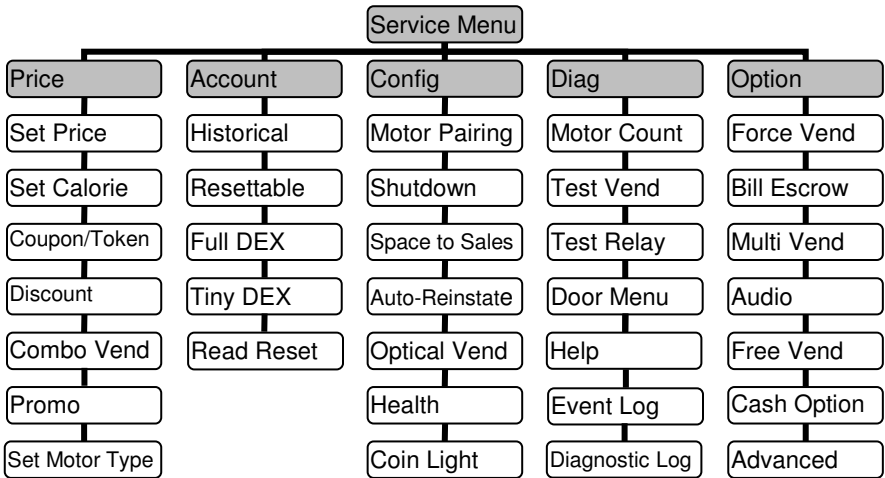 Service Menu
Price
Account
Config
Diag
Option
Set Price
Historical
Motor Pairing
Motor Count
Force Vend
Set Calorie
Resettable
Shutdown
Test Vend
Bill Escrow
Coupon/Token
Full DEX
Space to Sales
Test Relay
Multi Vend
Discount
Tiny DEX
Auto-Reinstate
Door Menu
Audio
Combo Vend
Read Reset
Optical Vend
Help
Free Vend
Promo
Health
Event Log
Cash Option
Set Motor Type
Coin Light
Diagnostic Log
Advanced